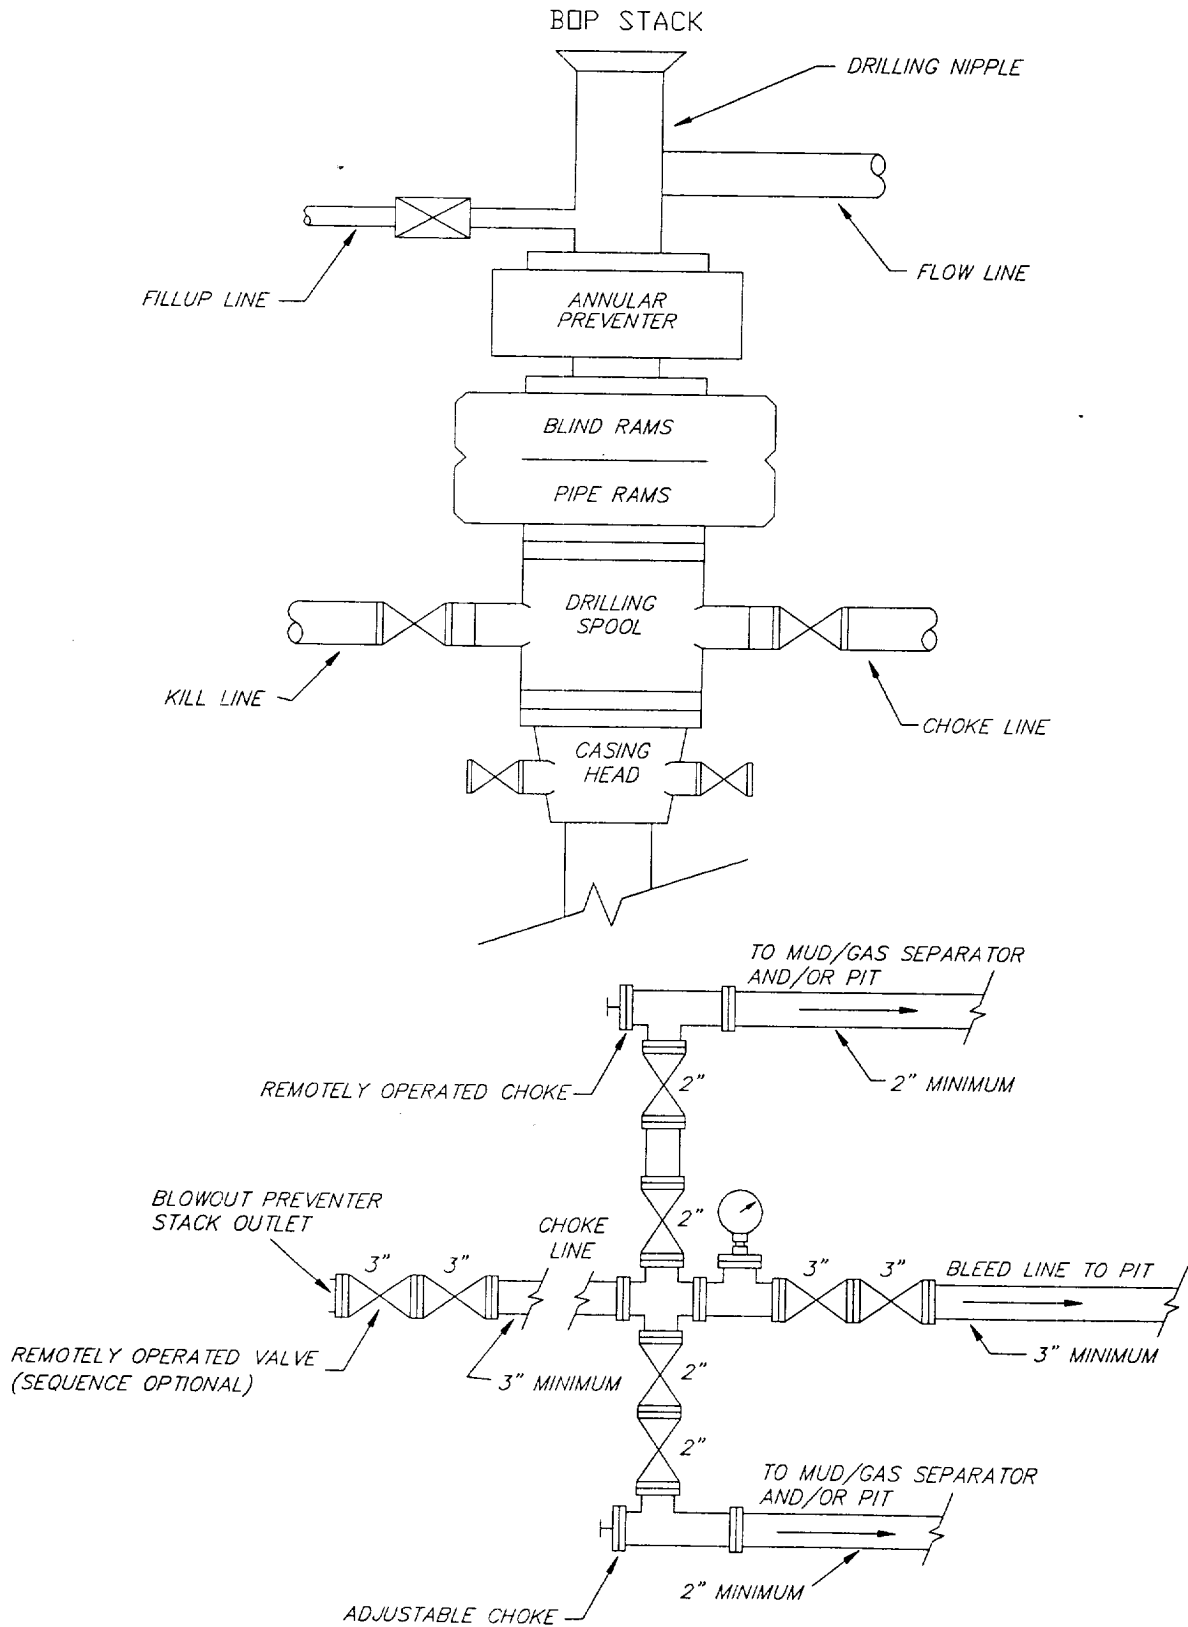 BOP STACK
DRILLING NIPPLE
FLOW LINE
FILLUP LINE
ANNULAR
PREVENTER
BLIND RAMS
PIPE RAMS
DRILLING
SPOOL
KILL LINE
CHOKE LINE
CASING
HEAD
TO MUD/GAS SEPARATOR
AND/OR PIT
2"
REMOTELY OPERATED CHOKE
2" MINIMUM
BLOWOUT PREVENTER
STACK OUTLET
2"
CHOKE
LINE
3"
3"
3"
3"
BLEED LINE TO PIT
REMOTELY OPERATED VALVE
(SEQUENCE OPTIONAL)
3" MINIMUM
3" MINIMUM
2"
2"
TO MUD/GAS SEPARATOR
AND/OR PIT
2" MINIMUM
ADJUSTABLE CHOKE